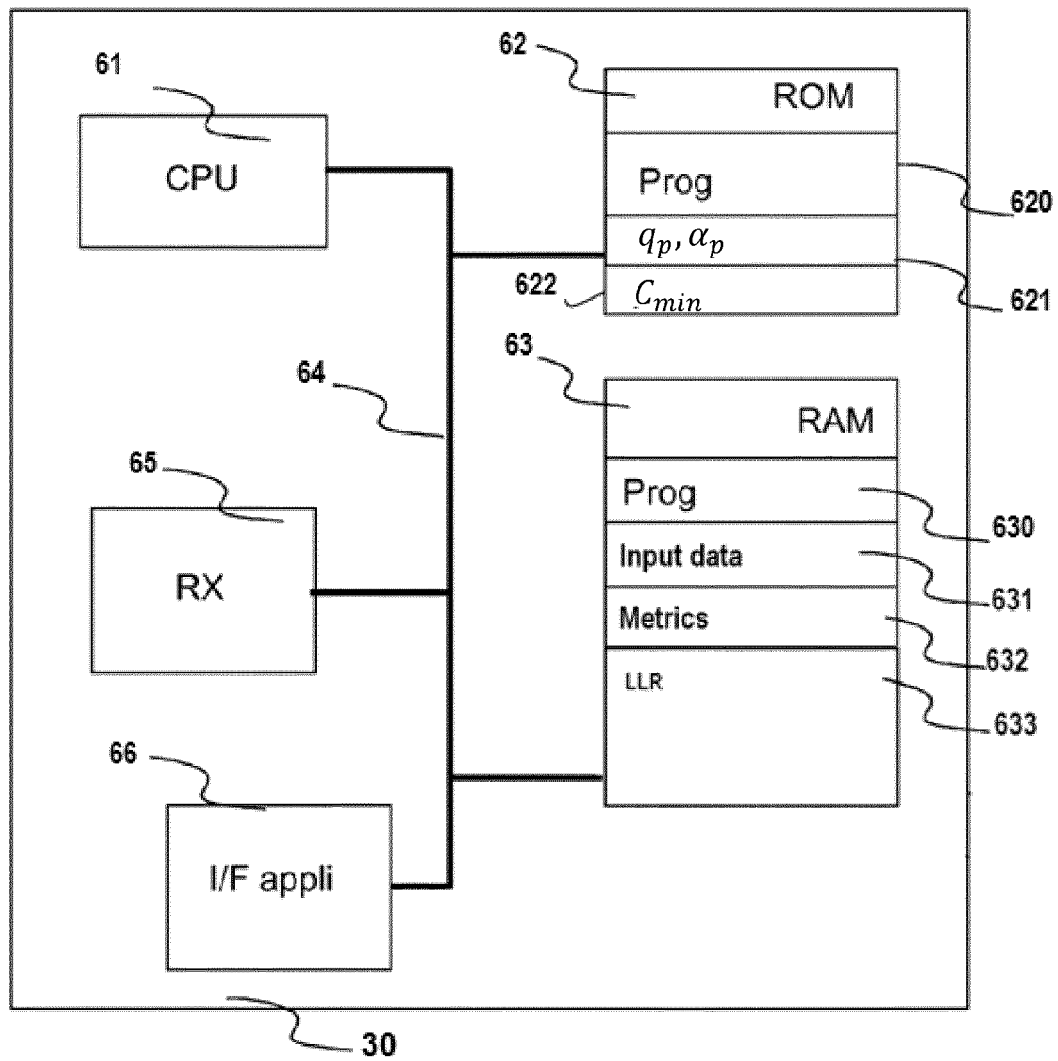 61
CPU
62
ROM
Prog
620
q_p, α_p
621
622
C_min
63
RAM
64
Prog
630
Input data
631
Metrics
632
LLR
633
65
RX
66
I/F appli
30